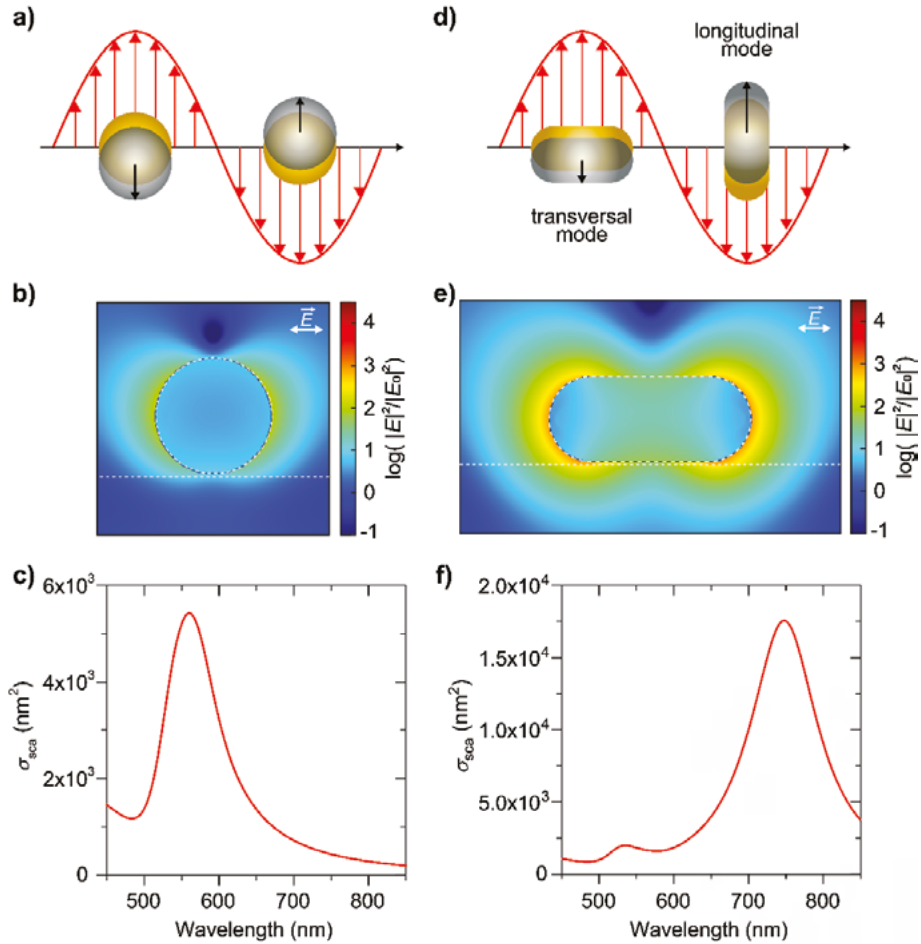 a)
d)
longitudinal
mode
transversal
mode
b)
E
4
3
2
1
0
-1
log( |E|²/|E₀|²)
e)
E
4
3
2
1
0
-1
log( |E|²/|E₀|²)
c)
6x10³
4x10³
2x10³
0
σsca (nm²)
500 600 700 800
Wavelength (nm)
f)
2.0x10⁴
1.5x10⁴
1.0x10⁴
5.0x10³
0
σsca (nm²)
500 600 700 800
Wavelength (nm)